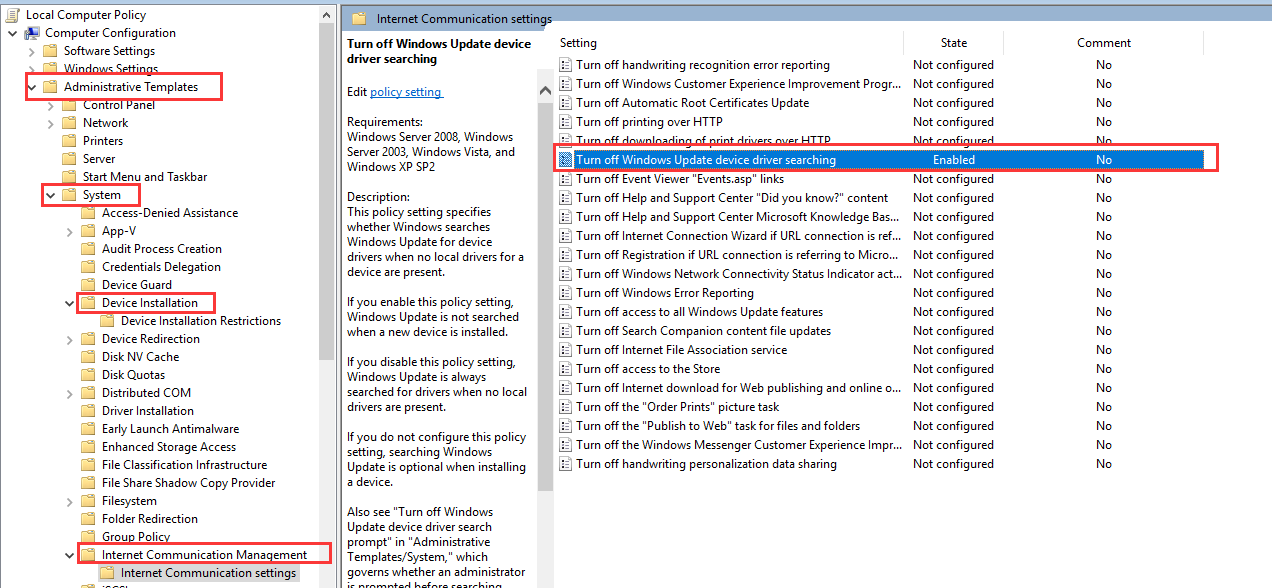 Local Computer Policy
Computer Configuration
Software Settings
Windows Settings
Administrative Templates
Control Panel
Network
Printers
Server
Start Menu and Taskbar
System
Access-Denied Assistance
App-V
Audit Process Creation
Credentials Delegation
Device Guard
Device Installation
Device Installation Restrictions
Device Redirection
Disk NV Cache
Disk Quotas
Distributed COM
Driver Installation
Early Launch Antimalware
Enhanced Storage Access
File Classification Infrastructure
File Share Shadow Copy Provider
Filesystem
Folder Redirection
Group Policy
Internet Communication Management
Internet Communication settings
Internet Communication settings
Turn off Windows Update device
driver searching
Edit policy setting
Requirements:
Windows Server 2008, Windows
Server 2003, Windows Vista, and
Windows XP SP2
Description:
This policy setting specifies
whether Windows searches
Windows Update for device
drivers when no local drivers for a
device are present.
If you enable this policy setting,
Windows Update is not searched
when a new device is installed.
If you disable this policy setting,
Windows Update is always
searched for drivers when no local
drivers are present.
If you do not configure this policy
setting, searching Windows
Update is optional when installing
a device.
Also see "Turn off Windows
Update device driver search
prompt" in "Administrative
Templates/System," which
governs whether an administrator
is prompted before searching
Setting State Comment
Turn off handwriting recognition error reporting Not configured No
Turn off Windows Customer Experience Improvement Progr... Not configured No
Turn off Automatic Root Certificates Update Not configured No
Turn off printing over HTTP Not configured No
Turn off downloading of print drivers over HTTP Not configured No
Turn off Windows Update device driver searching Enabled No
Turn off Event Viewer "Events.asp" links Not configured No
Turn off Help and Support Center "Did you know?" content Not configured No
Turn off Help and Support Center Microsoft Knowledge Bas... Not configured No
Turn off Internet Connection Wizard if URL connection is ref... Not configured No
Turn off Registration if URL connection is referring to Micro... Not configured No
Turn off Windows Network Connectivity Status Indicator act... Not configured No
Turn off Windows Error Reporting Not configured No
Turn off access to all Windows Update features Not configured No
Turn off Search Companion content file updates Not configured No
Turn off Internet File Association service Not configured No
Turn off access to the Store Not configured No
Turn off Internet download for Web publishing and online o... Not configured No
Turn off the "Order Prints" picture task Not configured No
Turn off the "Publish to Web" task for files and folders Not configured No
Turn off the Windows Messenger Customer Experience Impr... Not configured No
Turn off handwriting personalization data sharing Not configured No